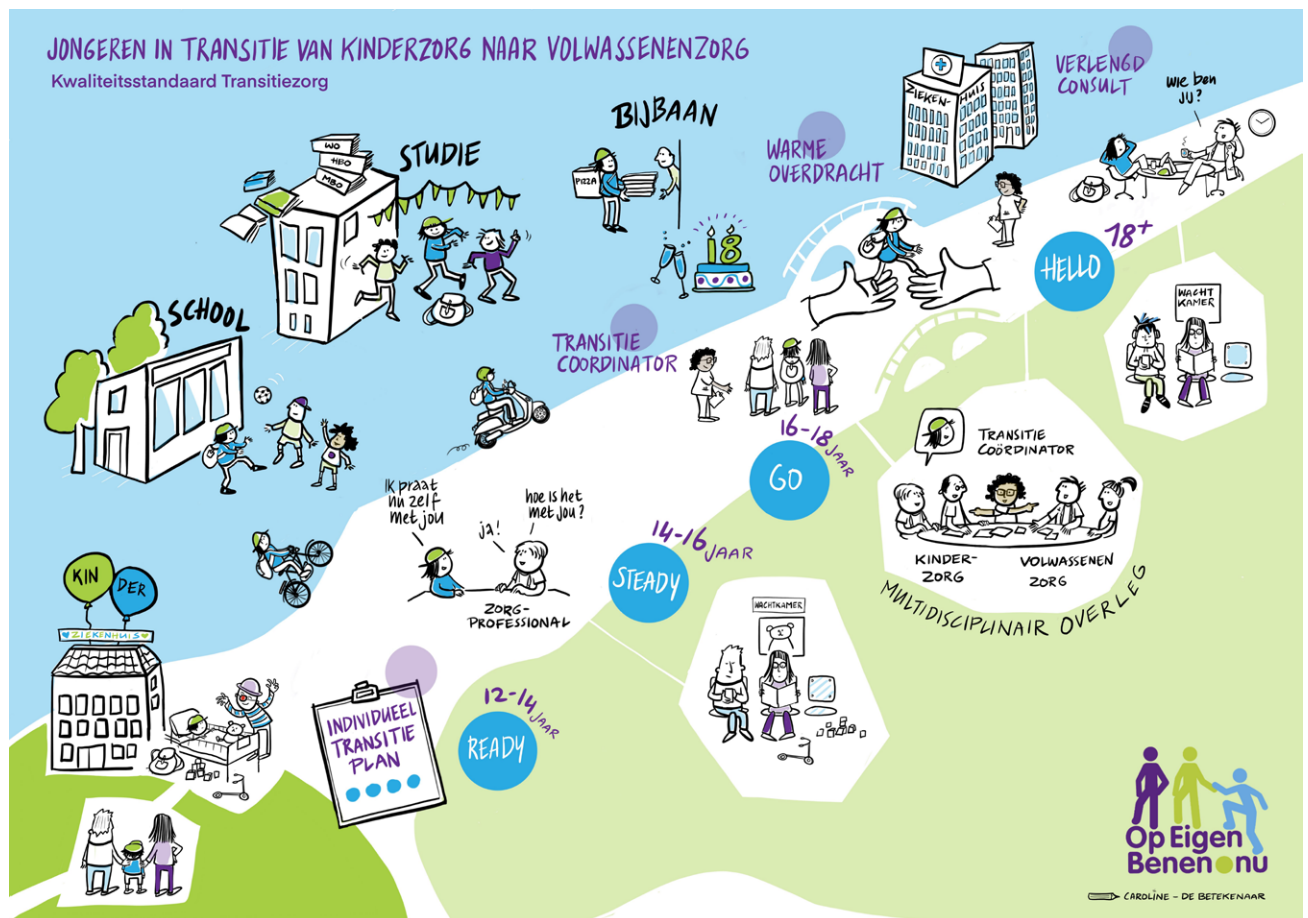 JONGEREN IN TRANSITIE VAN KINDERZORG NAAR VOLWASSENENZORG
Kwaliteitsstandaard Transitiezorg
VERLENGD
CONSULT
wie ben
JIJ?
ZIEKEN-
HUIS
BIJBAAN
PIZZA
18
WARME
OVERDRACHT
WO
HBO
MBO
STUDIE
18+
HELLO
WACHT
KAMER
SCHOOL
TRANSITIE
COORDINATOR
16-18 JAAR
GO
TRANSITIE
COÖRDINATOR
KINDER-
ZORG
VOLWASSENEN
ZORG
MULTIDISCIPLINAIR OVERLEG
Ik praat
nu zelf
met jou
ja!
hoe is het
met jou?
ZORG-
PROFESSIONAL
14-16 JAAR
STEADY
WACHTKAMER
KIN
DER
ZIEKENHUIS
INDIVIDUEEL
TRANSITIE
PLAN
12-14 JAAR
READY
Op Eigen
Benen nu
CAROLINE - DE BETEKENAAR